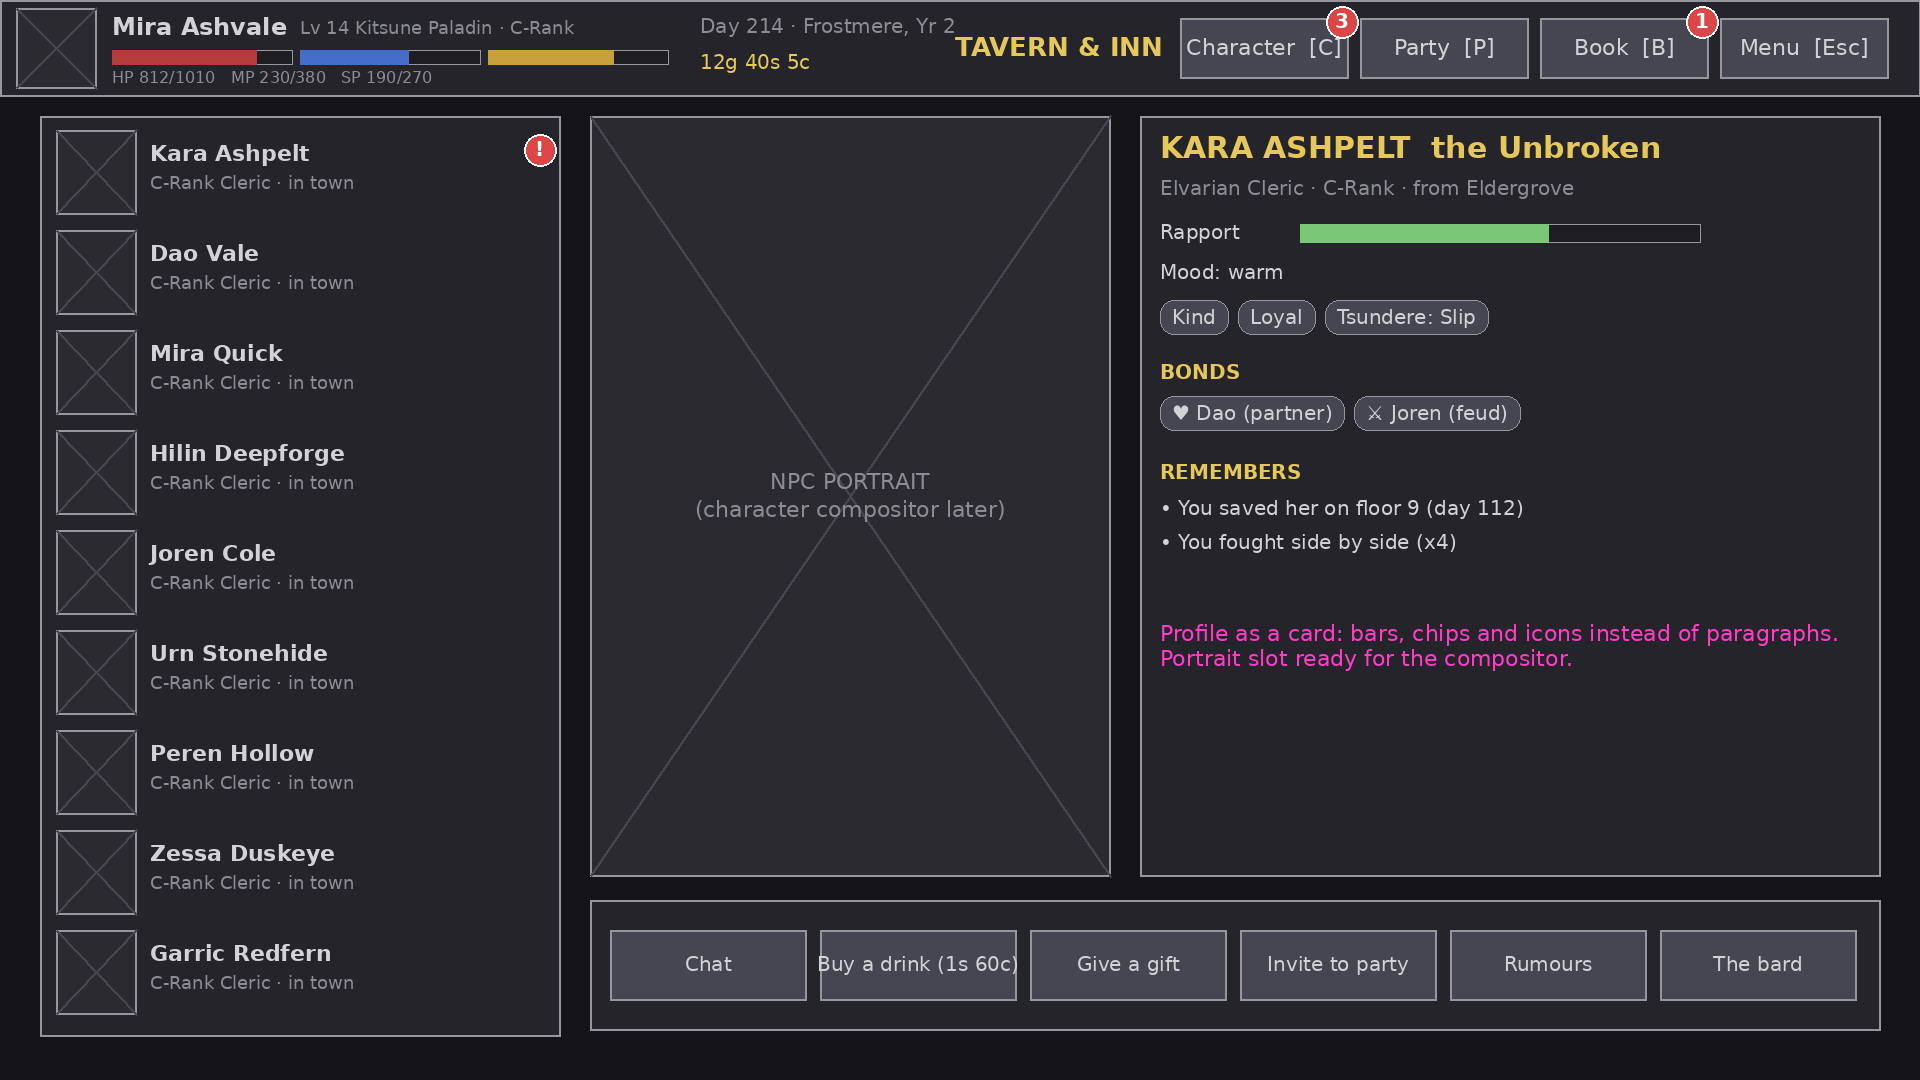 Mira Ashvale Lv 14 Kitsune Paladin · C-Rank
HP 812/1010 MP 230/380 SP 190/270
Day 214 · Frostmere, Yr 2
12g 40s 5c
TAVERN & INN
Character [C]
3
Party [P]
Book [B]
1
Menu [Esc]
Kara Ashpelt
!
C-Rank Cleric · in town
Dao Vale
C-Rank Cleric · in town
Mira Quick
C-Rank Cleric · in town
Hilin Deepforge
C-Rank Cleric · in town
Joren Cole
C-Rank Cleric · in town
Urn Stonehide
C-Rank Cleric · in town
Peren Hollow
C-Rank Cleric · in town
Zessa Duskeye
C-Rank Cleric · in town
Garric Redfern
C-Rank Cleric · in town
NPC PORTRAIT
(character compositor later)
KARA ASHPELT the Unbroken
Elvarian Cleric · C-Rank · from Eldergrove
Rapport
Mood: warm
Kind Loyal Tsundere: Slip
BONDS
♥ Dao (partner) ⚔ Joren (feud)
REMEMBERS
• You saved her on floor 9 (day 112)
• You fought side by side (x4)
Profile as a card: bars, chips and icons instead of paragraphs.
Portrait slot ready for the compositor.
Chat
Buy a drink (1s 60c)
Give a gift
Invite to party
Rumours
The bard